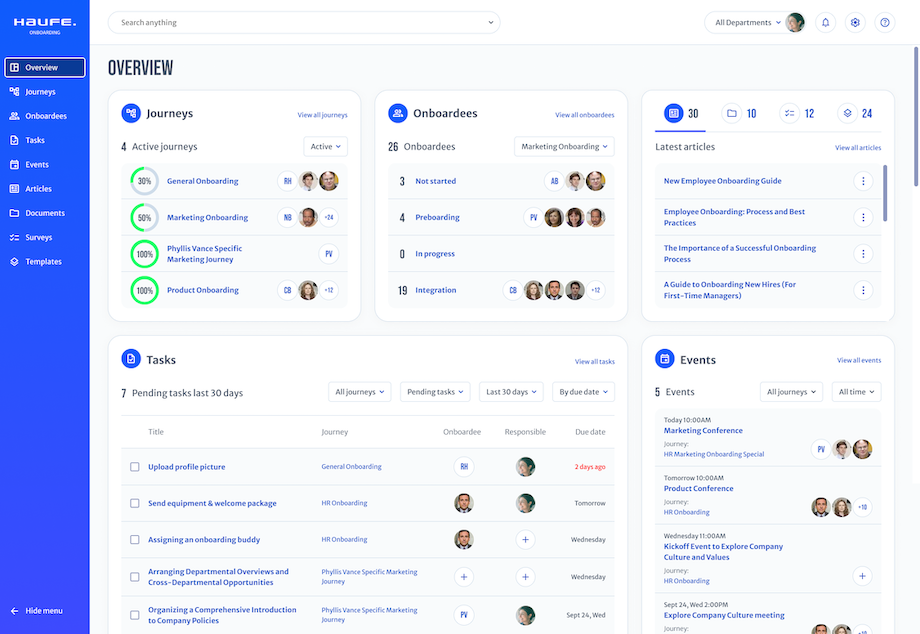 HAUFE.
ONBOARDING
Overview
Journeys
Onboardees
Tasks
Events
Articles
Documents
Surveys
Templates
Hide menu
Search anything
All Departments
OVERVIEW
Journeys
View all journeys
4 Active journeys
Active
30% General Onboarding RH
50% Marketing Onboarding NB +24
100% Phyllis Vance Specific
Marketing Journey PV
100% Product Onboarding CB +12
Onboardees
View all onboardees
26 Onboardees
Marketing Onboarding
3 Not started AB
4 Preboarding PV
0 In progress
19 Integration CB +12
30 10 12 24
Latest articles
View all articles
New Employee Onboarding Guide
Employee Onboarding: Process and Best
Practices
The Importance of a Successful Onboarding
Process
A Guide to Onboarding New Hires (For
First-Time Managers)
Tasks
View all tasks
7 Pending tasks last 30 days
All journeys Pending tasks Last 30 days By due date
Title Journey Onboardee Responsible Due date
Upload profile picture General Onboarding RH 2 days ago
Send equipment & welcome package HR Onboarding Tomorrow
Assigning an onboarding buddy HR Onboarding + Wednesday
Arranging Departmental Overviews and
Cross-Departmental Opportunities
Phyllis Vance Specific Marketing
Journey
+ + Wednesday
Organizing a Comprehensive Introduction
to Company Policies
Phyllis Vance Specific Marketing
Journey
PV Sept 24, Wed
Events
View all events
5 Events
All journeys All time
Today 10:00AM
Marketing Conference
Journey:
HR Marketing Onboarding Special
PV
Tomorrow 10:00AM
Product Conference
Journey:
HR Onboarding
+10
Wednesday 11:00AM
Kickoff Event to Explore Company
Culture and Values
Journey:
HR Onboarding
+
Sept 24, Wed 2:00PM
Explore Company Culture meeting
Journey: